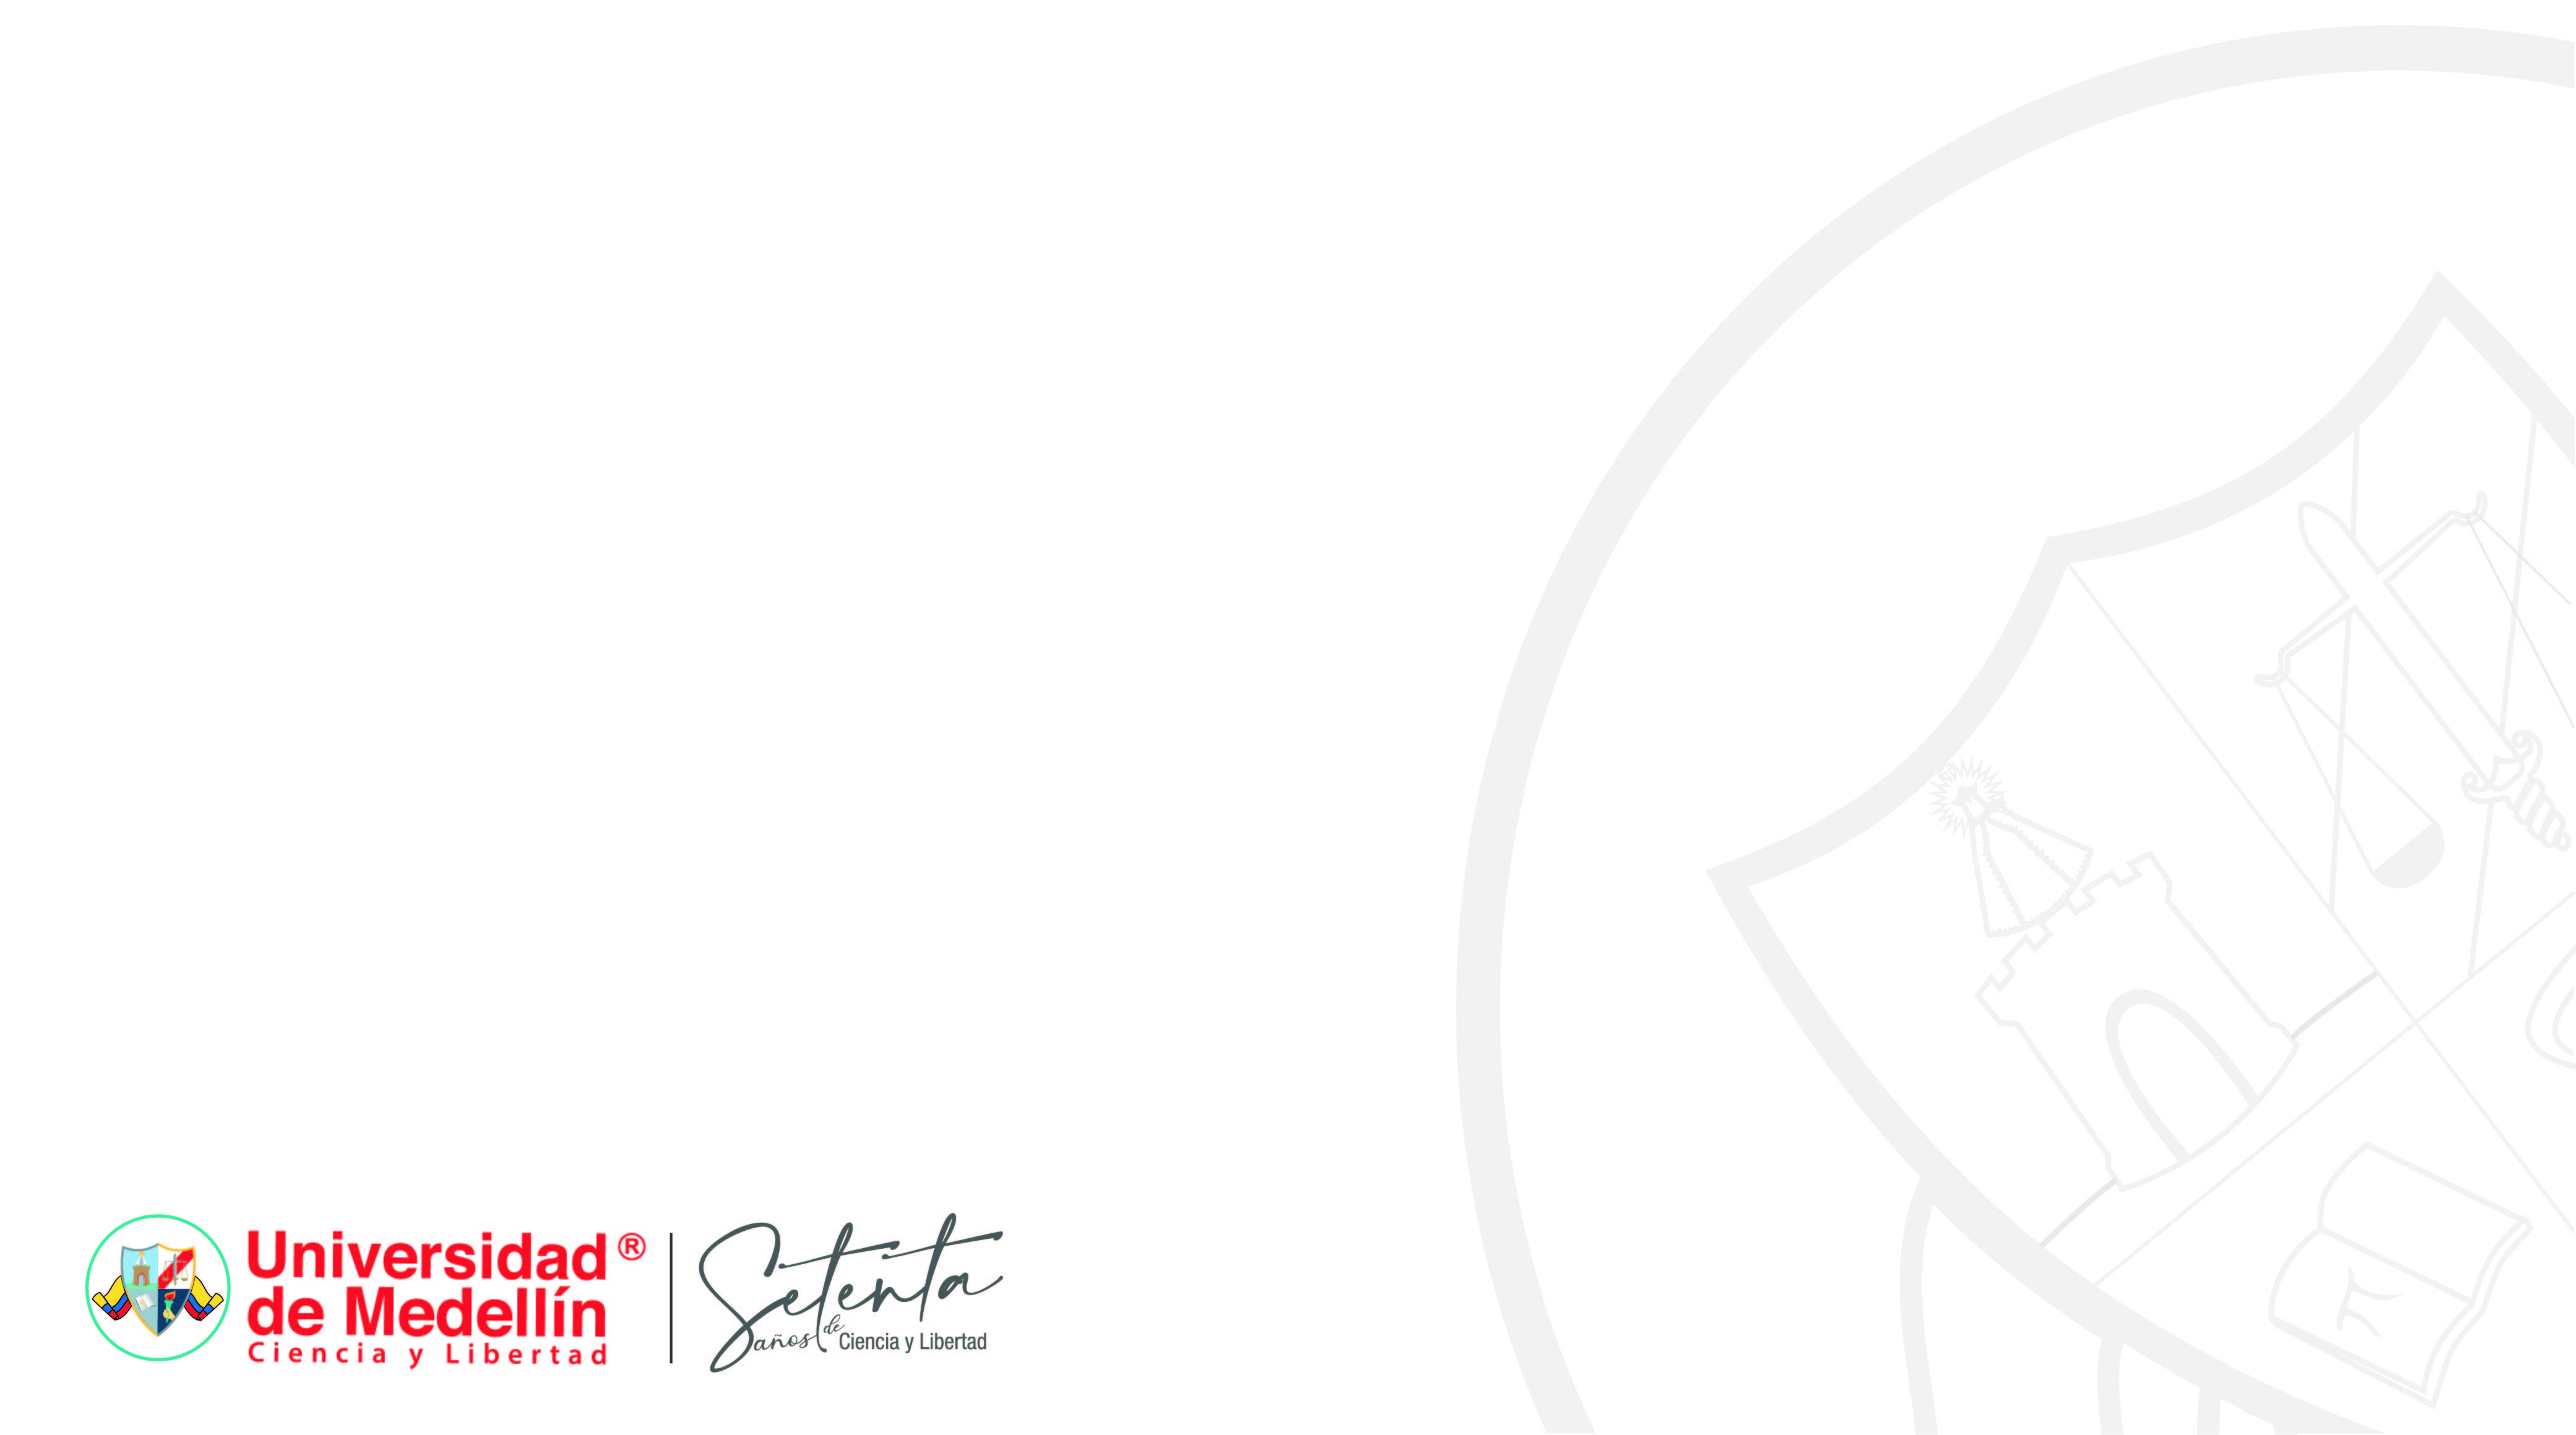 Universidad ®
de Medellín
Ciencia y Libertad
Setenta
años de Ciencia y Libertad